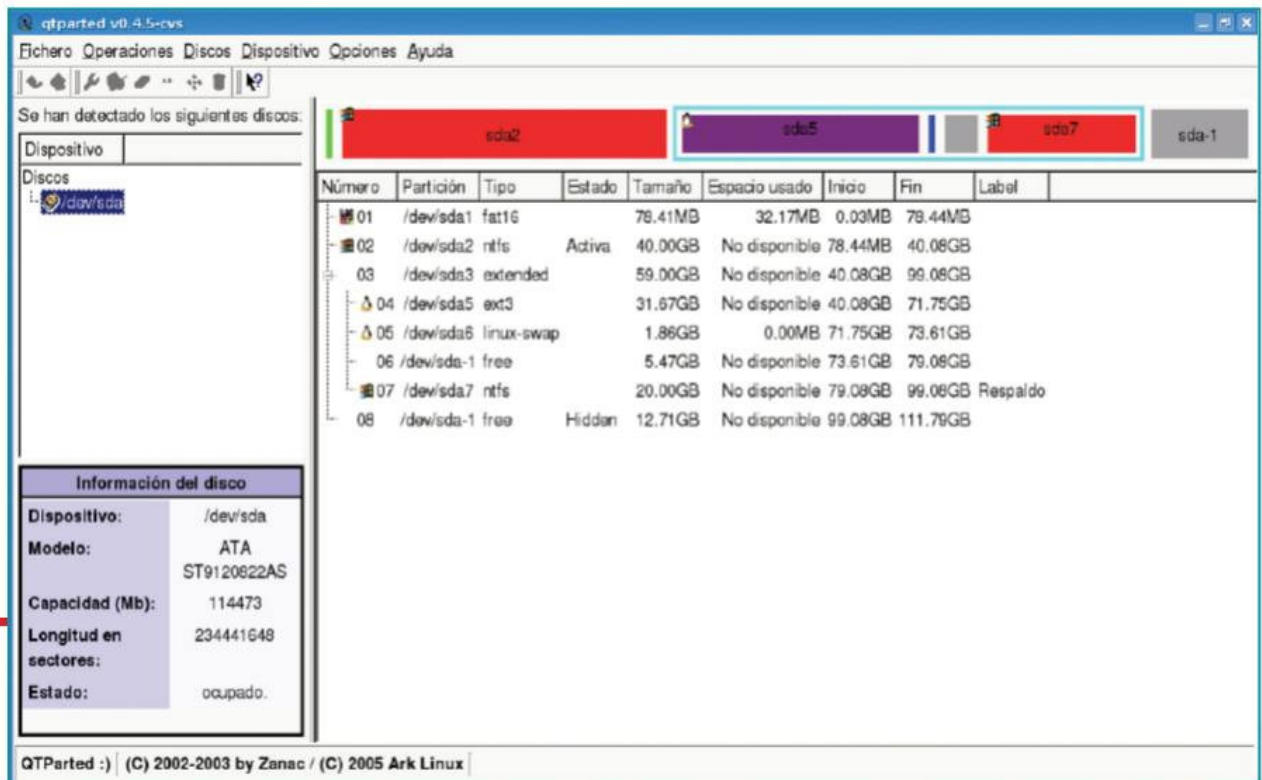 qtparted v0.4.5-cvs
Fichero Operaciones Discos Dispositivo Opciones Ayuda
Se han detectado los siguientes discos:
Dispositivo
Discos
/dev/sda
sda2 sda5 sda7 sda-1
Número Partición Tipo Estado Tamaño Espacio usado Inicio Fin Label
01 /dev/sda1 fat16 78.41MB 32.17MB 0.03MB 78.44MB
02 /dev/sda2 ntfs Activa 40.00GB No disponible 78.44MB 40.08GB
03 /dev/sda3 extended 59.00GB No disponible 40.08GB 99.08GB
04 /dev/sda5 ext3 31.67GB No disponible 40.08GB 71.75GB
05 /dev/sda6 linux-swap 1.86GB 0.00MB 71.75GB 73.61GB
06 /dev/sda-1 free 5.47GB No disponible 73.61GB 79.08GB
07 /dev/sda7 ntfs 20.00GB No disponible 79.08GB 99.08GB Respaldo
08 /dev/sda-1 free Hidden 12.71GB No disponible 99.08GB 111.79GB
Información del disco
Dispositivo: /dev/sda
Modelo: ATA
ST9120822AS
Capacidad (Mb): 114473
Longitud en 234441648
sectores:
Estado: ocupado.
QTParted :) (C) 2002-2003 by Zanac / (C) 2005 Ark Linux